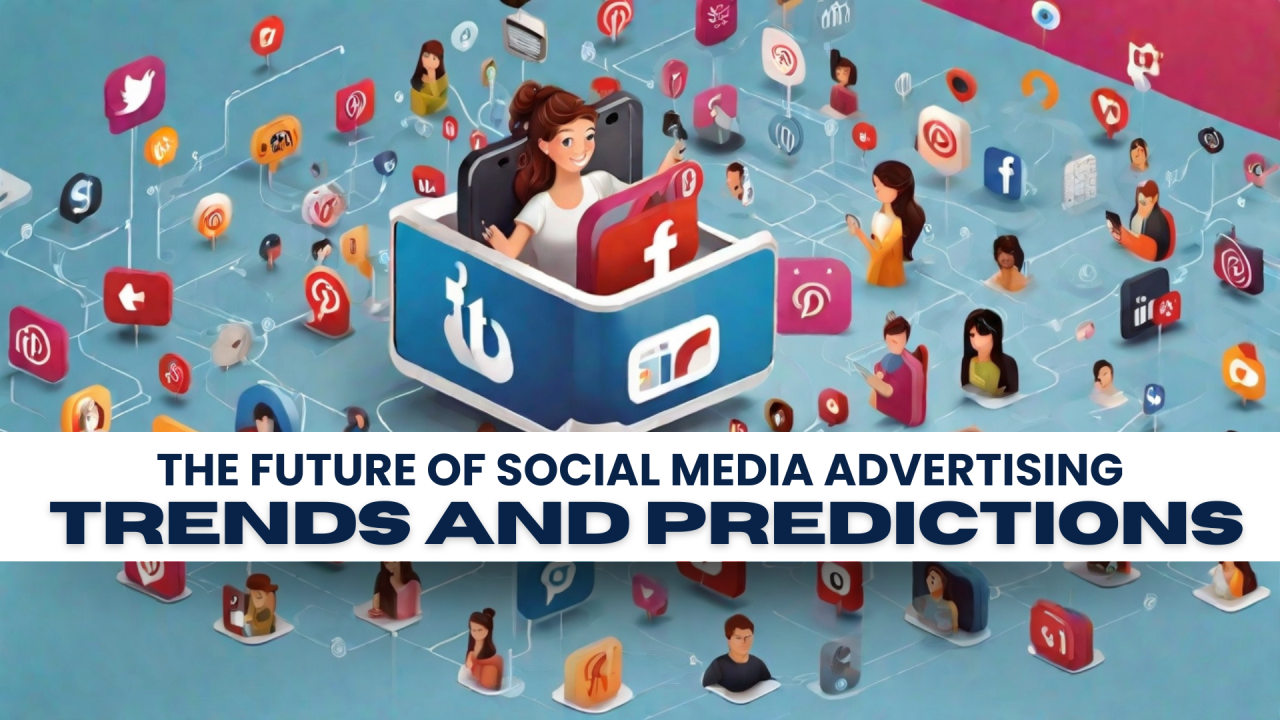 THE FUTURE OF SOCIAL MEDIA ADVERTISING
TRENDS AND PREDICTIONS